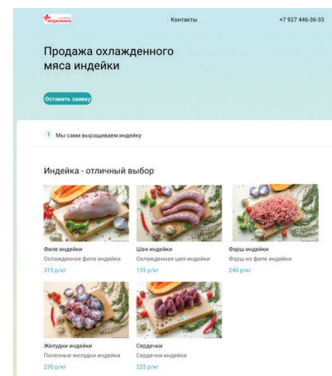 Контакты
+7 927 446-36-33
Продажа охлажденного
мяса индейки
Оставить заявку
1 Мы сами выращиваем индейку
Индейка - отличный выбор
Филе индейки
Охлажденное филе индейки
315 р/кг
Шея индейки
Охлажденная шея индейки
135 р/кг
Фарш индейки
Фарш из филе индейки
240 р/кг
Желудки индейки
Полезные желудки индейки
230 р/кг
Сердечки
Сердечки индейки
225 р/кг